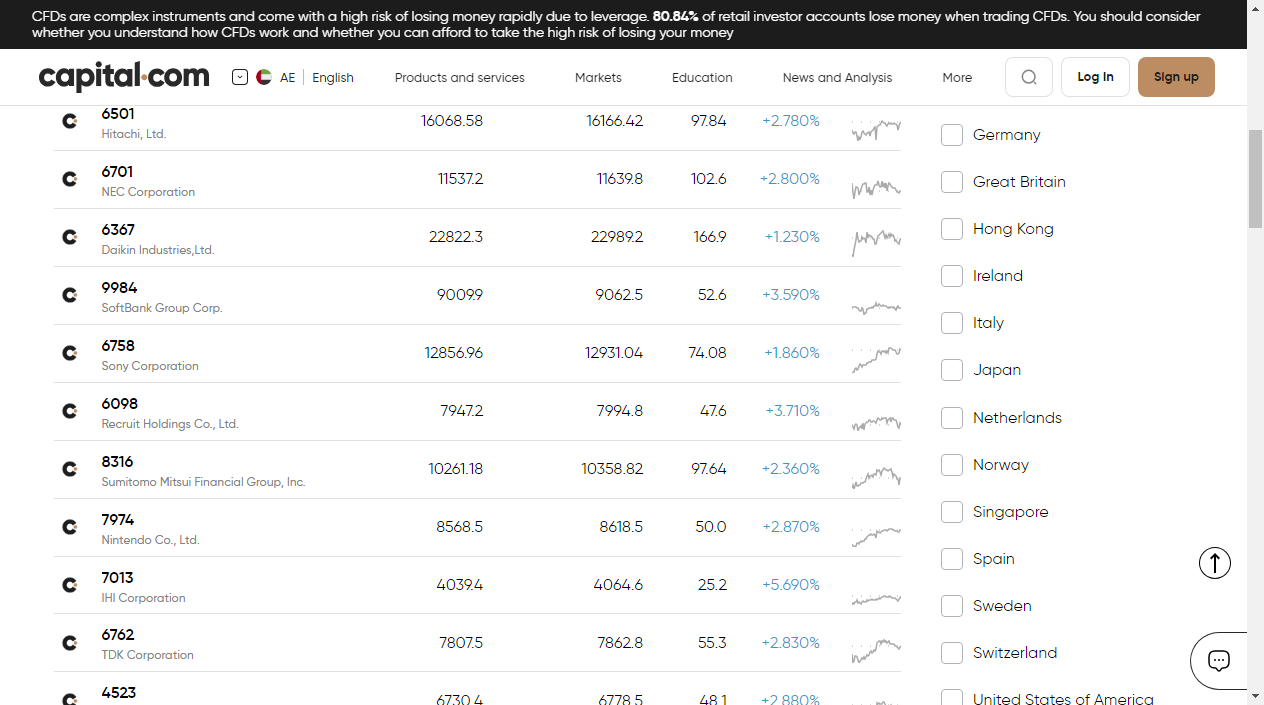 CFDs are complex instruments and come with a high risk of losing money rapidly due to leverage. 80.84% of retail investor accounts lose money when trading CFDs. You should consider
whether you understand how CFDs work and whether you can afford to take the high risk of losing your money
capital.com AE English Products and services Markets Education News and Analysis More Log In Sign up
6501 16068.58 16166.42 97.84 +2.780%
Hitachi, Ltd.
6701 11537.2 11639.8 102.6 +2.800%
NEC Corporation
6367 22822.3 22989.2 166.9 +1.230%
Daikin Industries,Ltd.
9984 9009.9 9062.5 52.6 +3.590%
SoftBank Group Corp.
6758 12856.96 12931.04 74.08 +1.860%
Sony Corporation
6098 7947.2 7994.8 47.6 +3.710%
Recruit Holdings Co., Ltd.
8316 10261.18 10358.82 97.64 +2.360%
Sumitomo Mitsui Financial Group, Inc.
7974 8568.5 8618.5 50.0 +2.870%
Nintendo Co., Ltd.
7013 4039.4 4064.6 25.2 +5.690%
IHI Corporation
6762 7807.5 7862.8 55.3 +2.830%
TDK Corporation
4523 6730.4 6778.5 48.1 +2.880%
Germany
Great Britain
Hong Kong
Ireland
Italy
Japan
Netherlands
Norway
Singapore
Spain
Sweden
Switzerland
United States of America